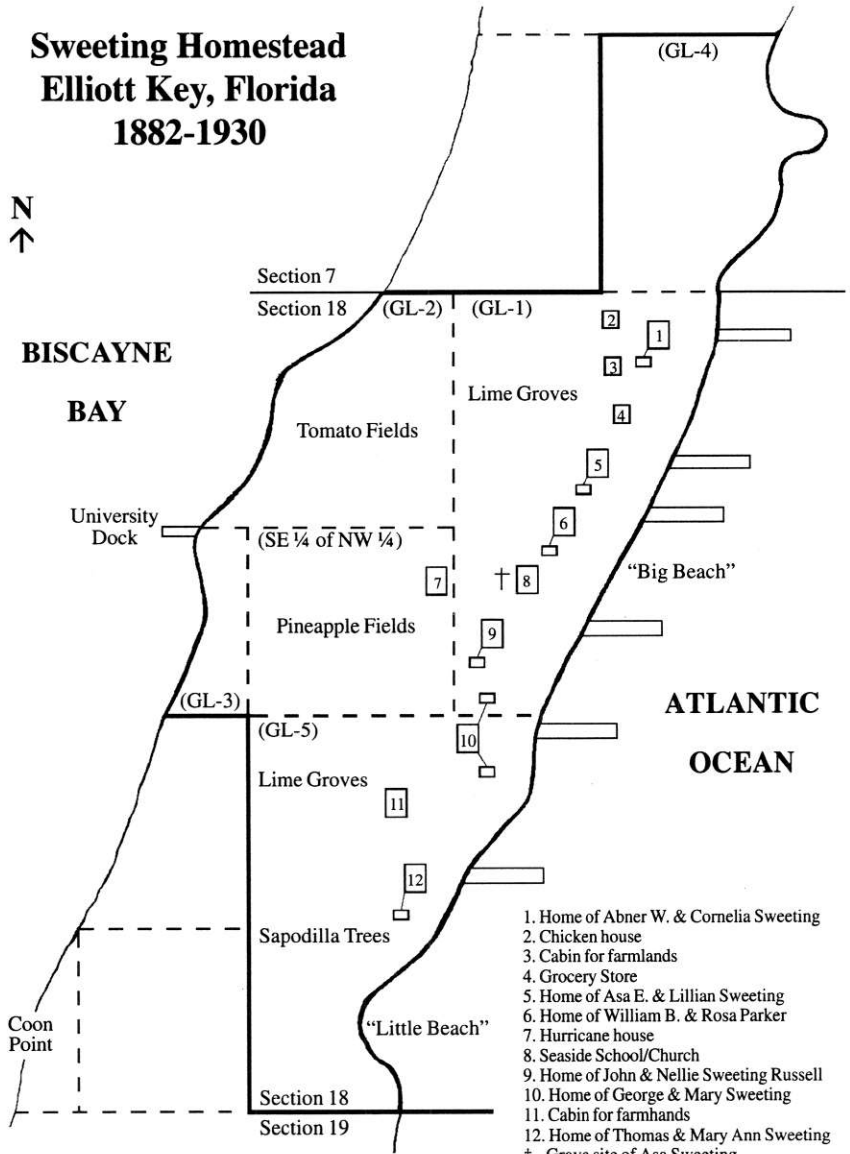 Sweeting Homestead
Elliott Key, Florida
1882-1930
(GL-4)
N
Section 7
Section 18
(GL-2)
(GL-1)
BISCAYNE
BAY
2
1
3
Lime Groves
4
Tomato Fields
5
University
Dock
6
(SE ¼ of NW ¼)
7
† 8
"Big Beach"
Pineapple Fields
9
(GL-3)
(GL-5)
ATLANTIC
OCEAN
10
Lime Groves
11
12
Sapodilla Trees
Coon
Point
"Little Beach"
Section 18
Section 19
1. Home of Abner W. & Cornelia Sweeting
2. Chicken house
3. Cabin for farmlands
4. Grocery Store
5. Home of Asa E. & Lillian Sweeting
6. Home of William B. & Rosa Parker
7. Hurricane house
8. Seaside School/Church
9. Home of John & Nellie Sweeting Russell
10. Home of George & Mary Sweeting
11. Cabin for farmhands
12. Home of Thomas & Mary Ann Sweeting
† Grave site of Asa Sweeting